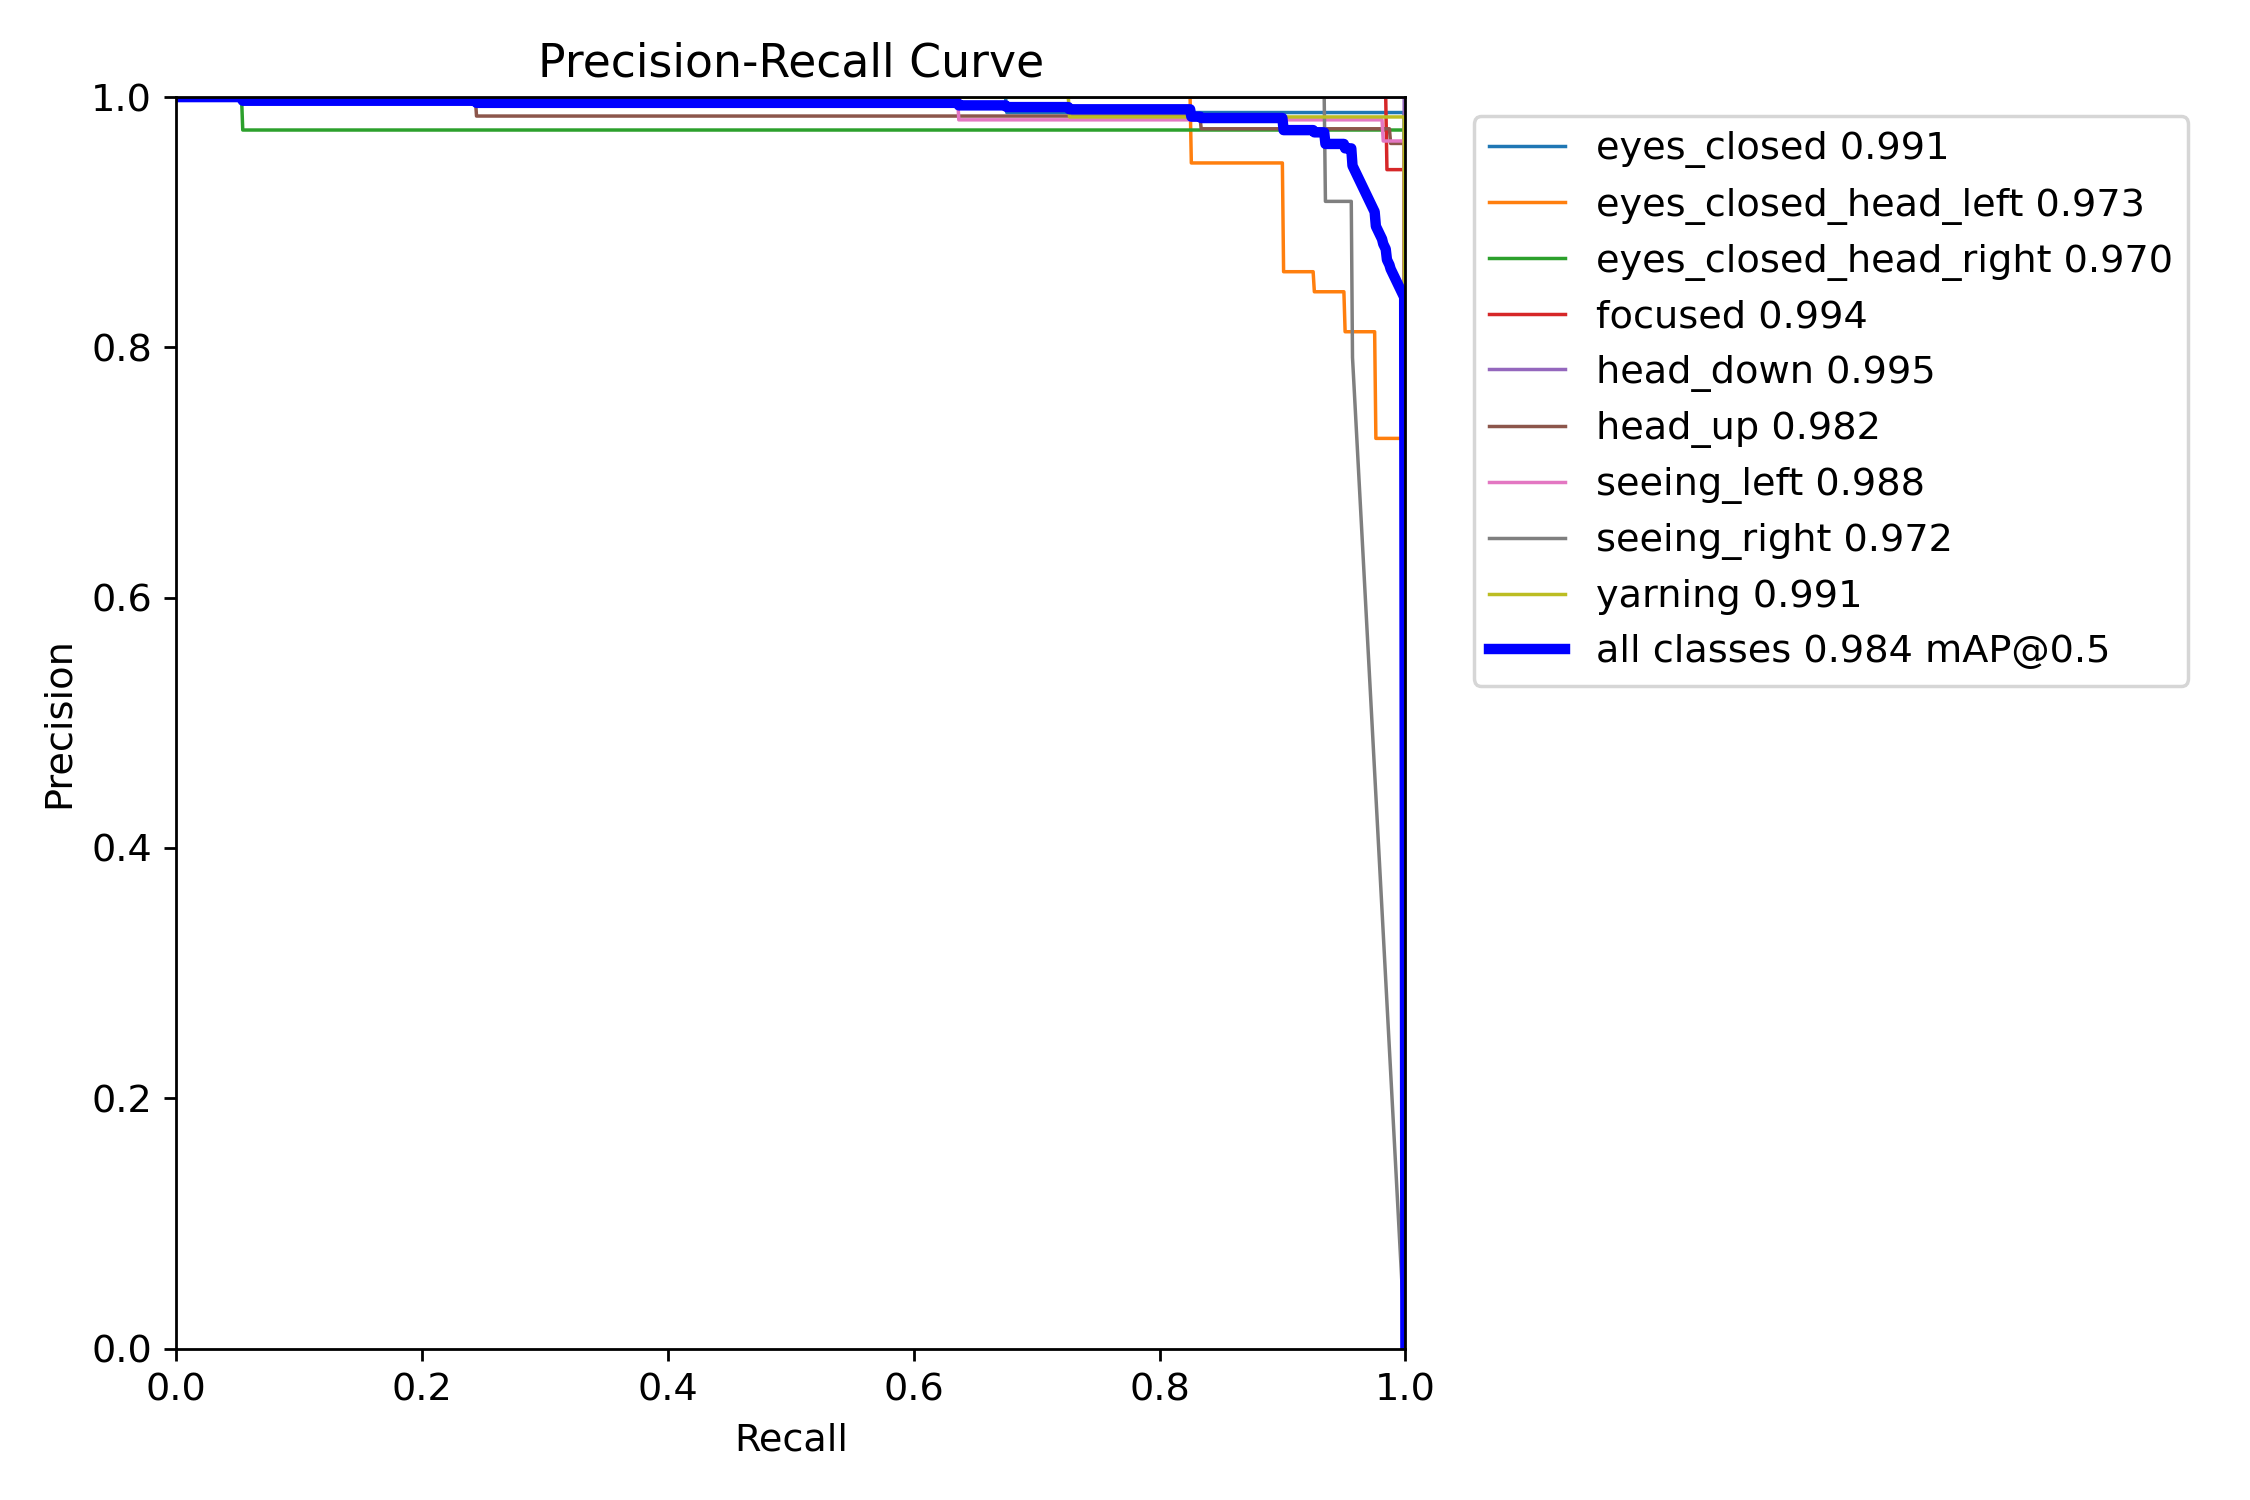 Precision-Recall Curve
1.0
0.8
0.6
0.4
0.2
0.0
Precision
0.0 0.2 0.4 0.6 0.8 1.0
Recall
eyes_closed 0.991
eyes_closed_head_left 0.973
eyes_closed_head_right 0.970
focused 0.994
head_down 0.995
head_up 0.982
seeing_left 0.988
seeing_right 0.972
yarning 0.991
all classes 0.984 mAP@0.5